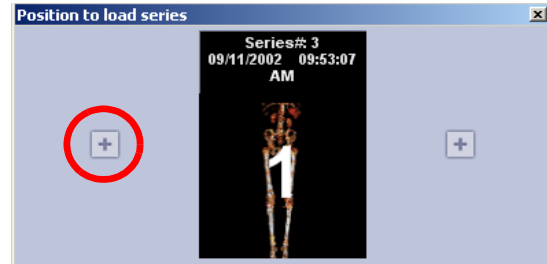 Position to load series
Series#: 3
09/11/2002 09:53:07
AM
1